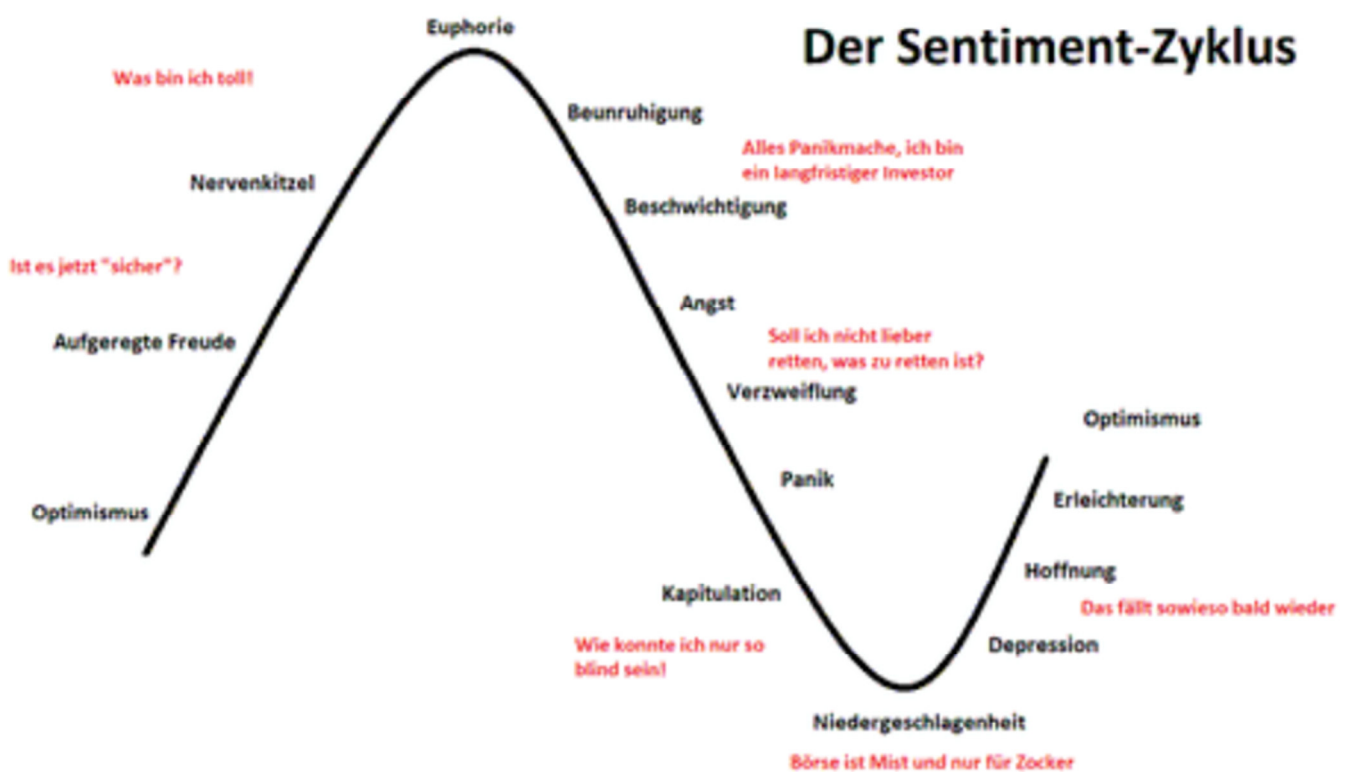 Euphorie
Der Sentiment-Zyklus
Was bin ich toll!
Beunruhigung
Alles Panikmache, ich bin
ein langfristiger Investor
Nervenkitzel
Beschwichtigung
Ist es jetzt "sicher"?
Angst
Aufgeregte Freude
Soll ich nicht lieber
retten, was zu retten ist?
Verzweiflung
Optimismus
Panik
Erleichterung
Optimismus
Hoffnung
Kapitulation
Das fällt sowieso bald wieder
Wie konnte ich nur so
blind sein!
Depression
Niedergeschlagenheit
Börse ist Mist und nur für Zocker